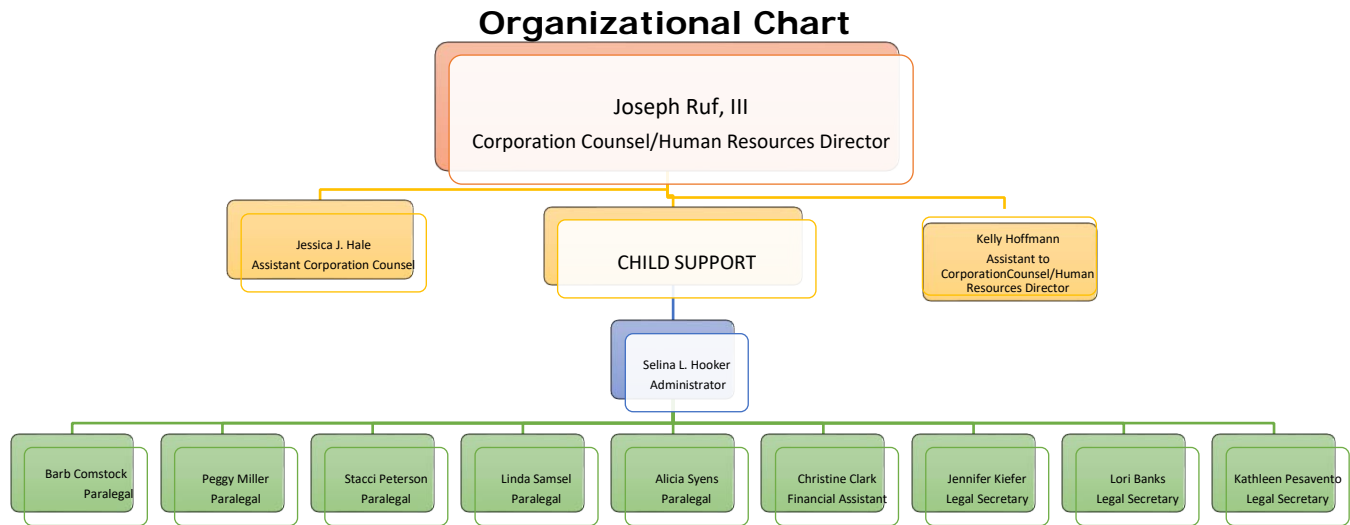 Organizational Chart
Joseph Ruf, III
Corporation Counsel/Human Resources Director
Jessica J. Hale
Assistant Corporation Counsel
CHILD SUPPORT
Kelly Hoffmann
Assistant to
CorporationCounsel/Human
Resources Director
Selina L. Hooker
Administrator
Barb Comstock
Paralegal
Peggy Miller
Paralegal
Stacci Peterson
Paralegal
Linda Samsel
Paralegal
Alicia Syens
Paralegal
Christine Clark
Financial Assistant
Jennifer Kiefer
Legal Secretary
Lori Banks
Legal Secretary
Kathleen Pesavento
Legal Secretary